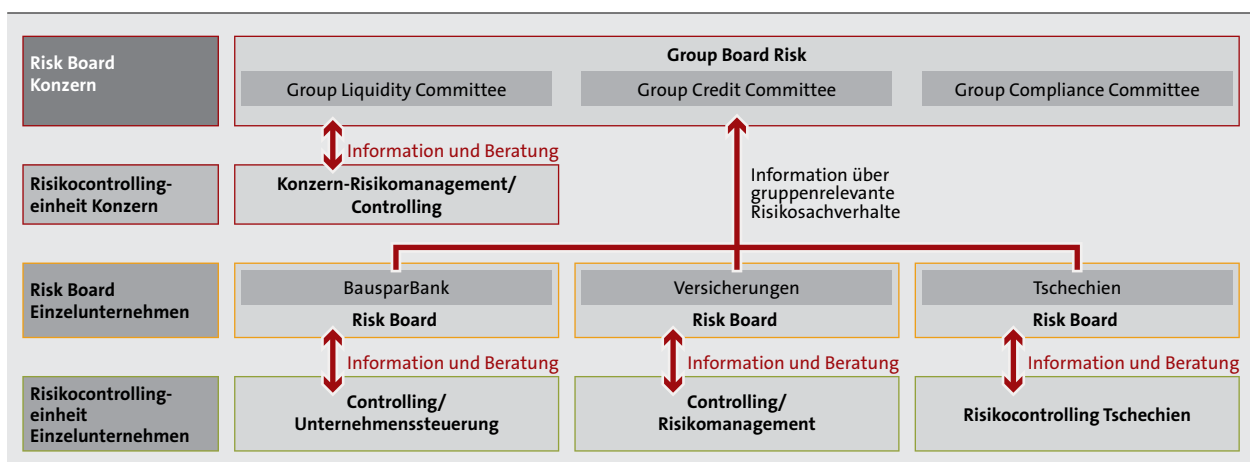 Risk Board
Konzern
Group Board Risk
Group Liquidity Committee
Group Credit Committee
Group Compliance Committee
Information und Beratung
Information über
gruppenrelevante
Risikosachverhalte
Risikocontrolling-
einheit Konzern
Konzern-Risikomanagement/
Controlling
Risk Board
Einzelunternehmen
BausparBank
Risk Board
Versicherungen
Risk Board
Tschechien
Risk Board
Information und Beratung
Information und Beratung
Information und Beratung
Risikocontrolling-
einheit
Einzelunternehmen
Controlling/
Unternehmenssteuerung
Controlling/
Risikomanagement
Risikocontrolling Tschechien